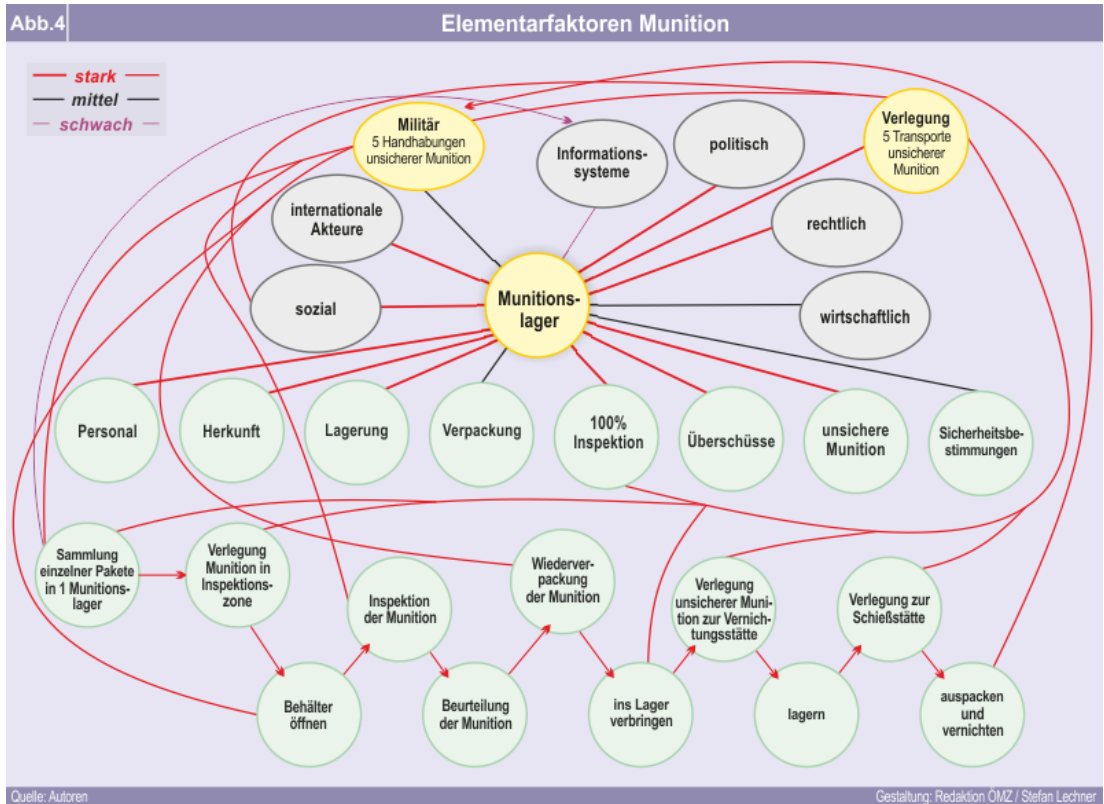 Abb.4
Elementarfaktoren Munition
stark
mittel
schwach
Militär
5 Handhabungen
unsicherer Munition
Informations-
systeme
politisch
Verlegung
5 Transporte
unsicherer
Munition
internationale
Akteure
rechtlich
sozial
Munitions-
lager
wirtschaftlich
Personal
Herkunft
Lagerung
Verpackung
100%
Inspektion
Überschüsse
unsichere
Munition
Sicherheitsbe-
stimmungen
Sammlung
einzelner Pakete
in 1 Munitions-
lager
Verlegung
Munition in
Inspektions-
zone
Inspektion
der Munition
Wiederver-
packung
der Munition
Verlegung
unsicherer Muni-
tion zur Vernich-
tungsstätte
Verlegung zur
Schießstätte
Behälter
öffnen
Beurteilung
der Munition
ins Lager
verbringen
lagern
auspacken
und
vernichten
Quelle: Autoren
Gestaltung: Redaktion ÖMZ / Stefan Lechner